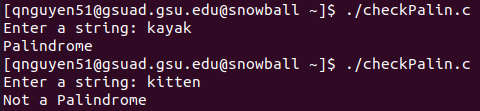 [qnguyen51@gsuad.gsu.edu@snowball ~]$ ./checkPalin.c
Enter a string: kayak
Palindrome
[qnguyen51@gsuad.gsu.edu@snowball ~]$ ./checkPalin.c
Enter a string: kitten
Not a Palindrome